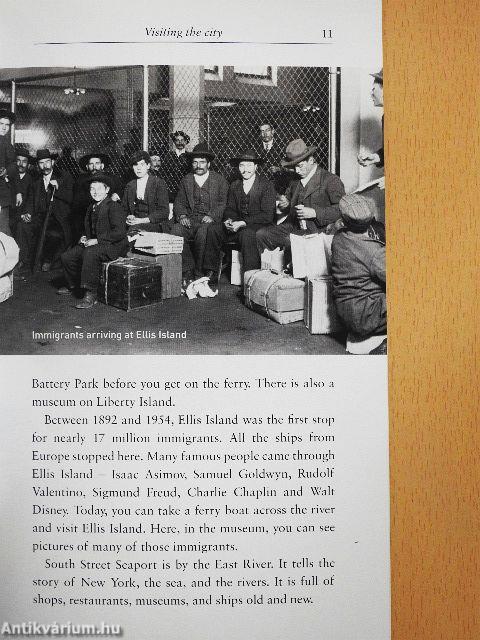 Visiting the city 11
Immigrants arriving at Ellis Island
Battery Park before you get on the ferry. There is also a
museum on Liberty Island.
Between 1892 and 1954, Ellis Island was the first stop
for nearly 17 million immigrants. All the ships from
Europe stopped here. Many famous people came through
Ellis Island – Isaac Asimov, Samuel Goldwyn, Rudolf
Valentino, Sigmund Freud, Charlie Chaplin and Walt
Disney. Today, you can take a ferry boat across the river
and visit Ellis Island. Here, in the museum, you can see
pictures of many of those immigrants.
South Street Seaport is by the East River. It tells the
story of New York, the sea, and the rivers. It is full of
shops, restaurants, museums, and ships old and new.
Antikvárium.hu